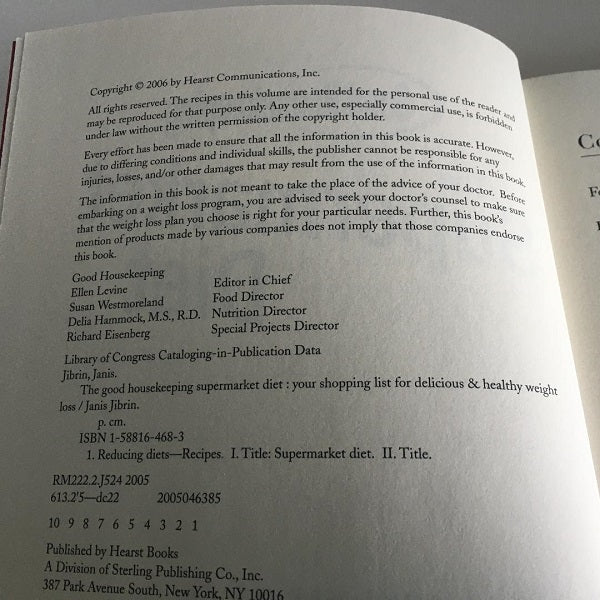 Copyright © 2006 by Hearst Communications, Inc.
All rights reserved. The recipes in this volume are intended for the personal use of the reader and
may be reproduced for that purpose only. Any other use, especially commercial use, is forbidden
under law without the written permission of the copyright holder.
Every effort has been made to ensure that all the information in this book is accurate. However,
due to differing conditions and individual skills, the publisher cannot be responsible for any
injuries, losses, and/or other damages that may result from the use of the information in this book.
The information in this book is not meant to take the place of the advice of your doctor. Before
embarking on a weight loss program, you are advised to seek your doctor's counsel to make sure
that the weight loss plan you choose is right for your particular needs. Further, this book's
mention of products made by various companies does not imply that those companies endorse
this book.
Good Housekeeping
Ellen Levine Editor in Chief
Susan Westmoreland Food Director
Delia Hammock, M.S., R.D. Nutrition Director
Richard Eisenberg Special Projects Director
Library of Congress Cataloging-in-Publication Data
Jibrin, Janis.
The good housekeeping supermarket diet : your shopping list for delicious & healthy weight
loss / Janis Jibrin.
p. cm.
ISBN 1-58816-468-3
1. Reducing diets—Recipes. I. Title: Supermarket diet. II. Title.
RM222.2.J524 2005
613.2'5—dc22 2005046385
10 9 8 7 6 5 4 3 2 1
Published by Hearst Books
A Division of Sterling Publishing Co., Inc.
387 Park Avenue South, New York, NY 10016